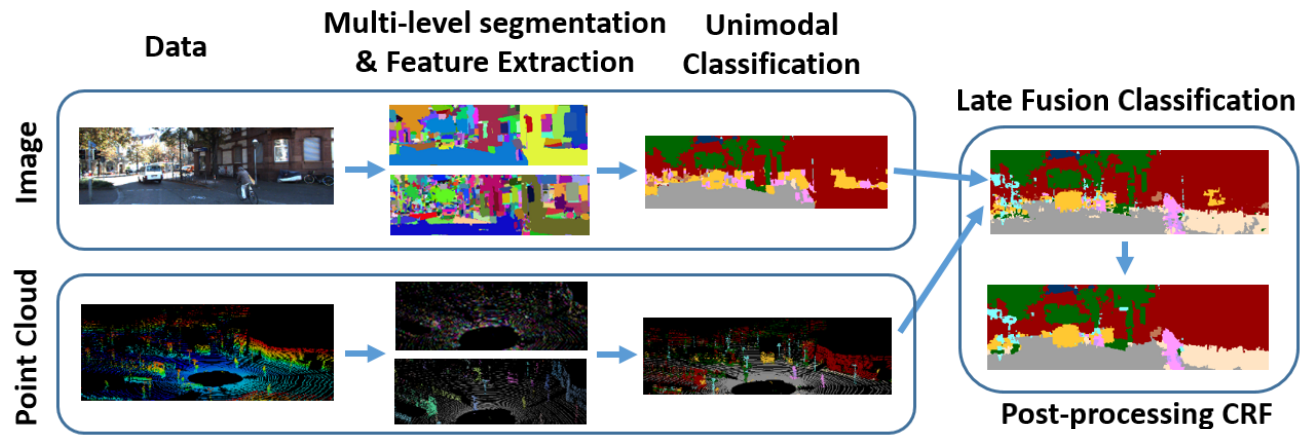 Data
Multi-level segmentation
& Feature Extraction
Unimodal
Classification
Image
Point Cloud
Late Fusion Classification
Post-processing CRF